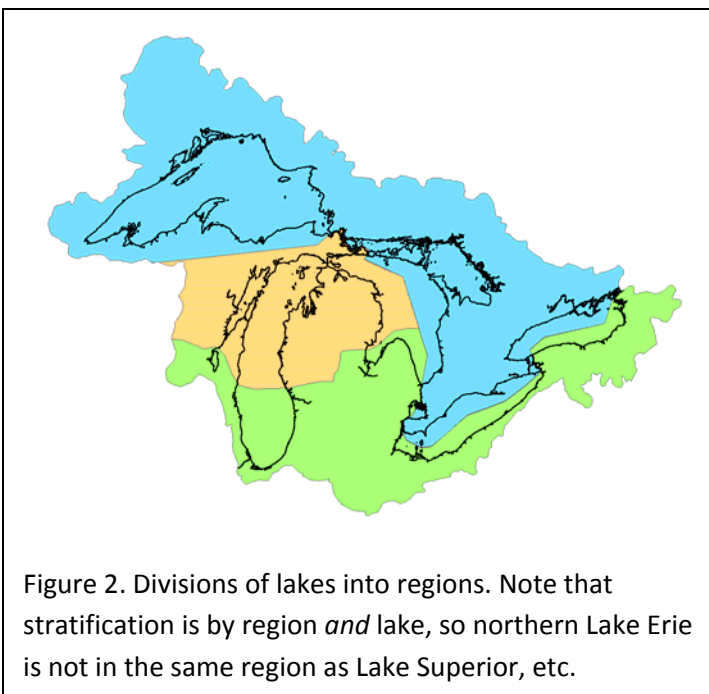 Figure 2. Divisions of lakes into regions. Note that
stratification is by region and lake, so northern Lake Erie
is not in the same region as Lake Superior, etc.